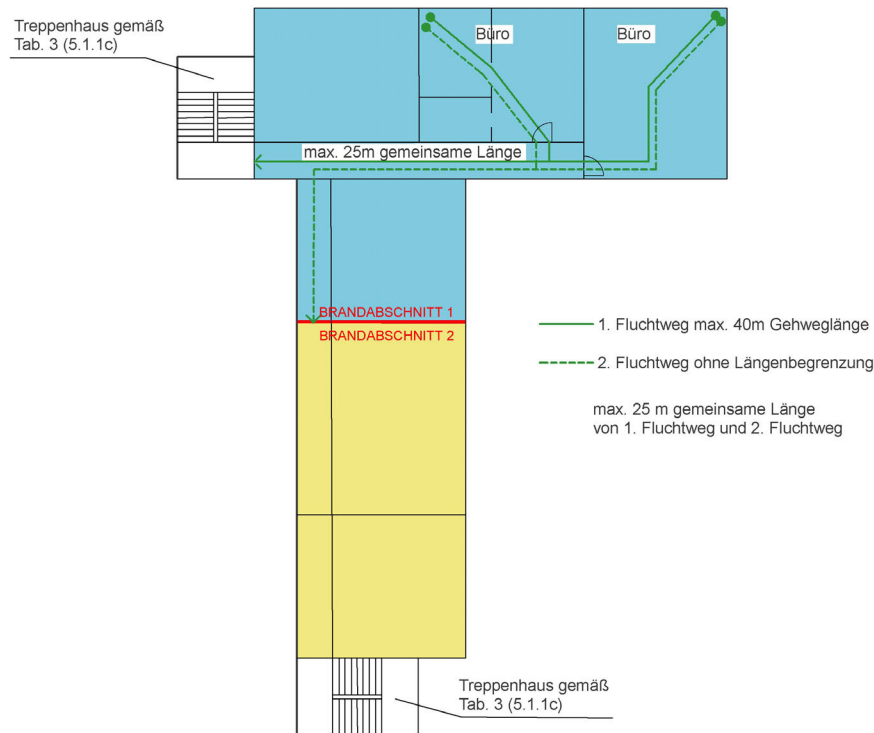 Treppenhaus gemäß
Tab. 3 (5.1.1c)
Büro
Büro
max. 25m gemeinsame Länge
BRANDABSCHNITT 1
BRANDABSCHNITT 2
1. Fluchtweg max. 40m Gehweglänge
2. Fluchtweg ohne Längenbegrenzung
max. 25 m gemeinsame Länge
von 1. Fluchtweg und 2. Fluchtweg
Treppenhaus gemäß
Tab. 3 (5.1.1c)